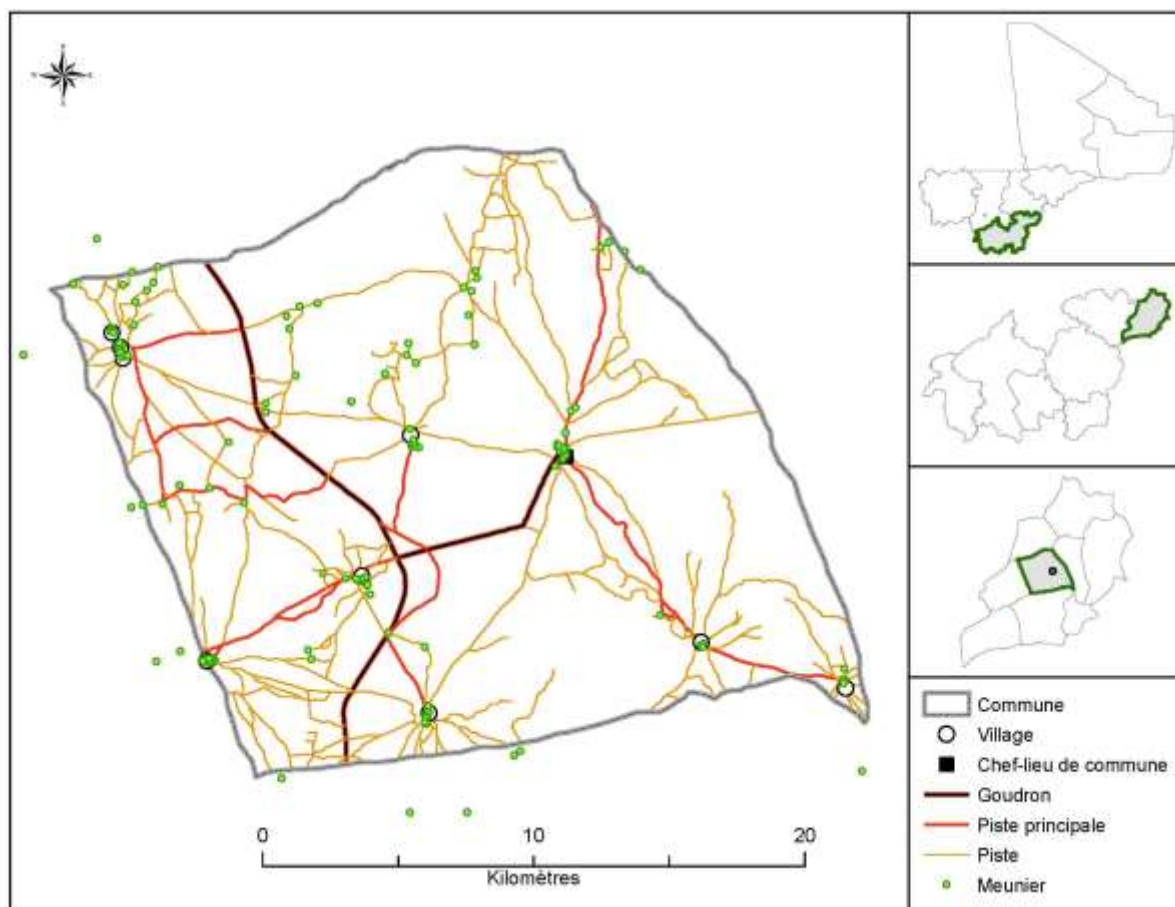 0 10 20
Kilomètres
Commune
Village
Chef-lieu de commune
Goudron
Piste principale
Piste
Meunier